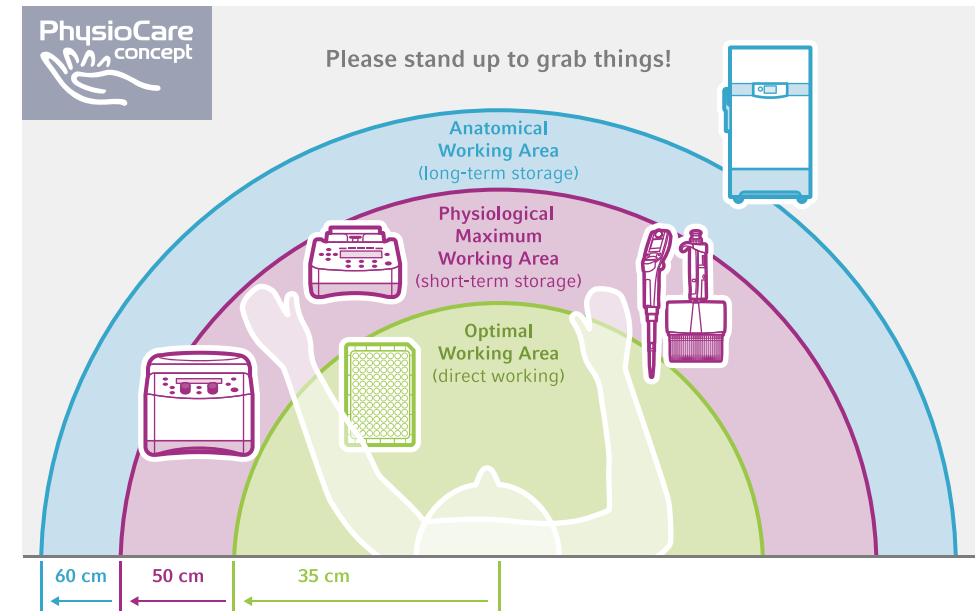 PhysioCare
concept
Please stand up to grab things!
Anatomical
Working Area
(long-term storage)
Physiological
Maximum
Working Area
(short-term storage)
Optimal
Working Area
(direct working)
60 cm
50 cm
35 cm